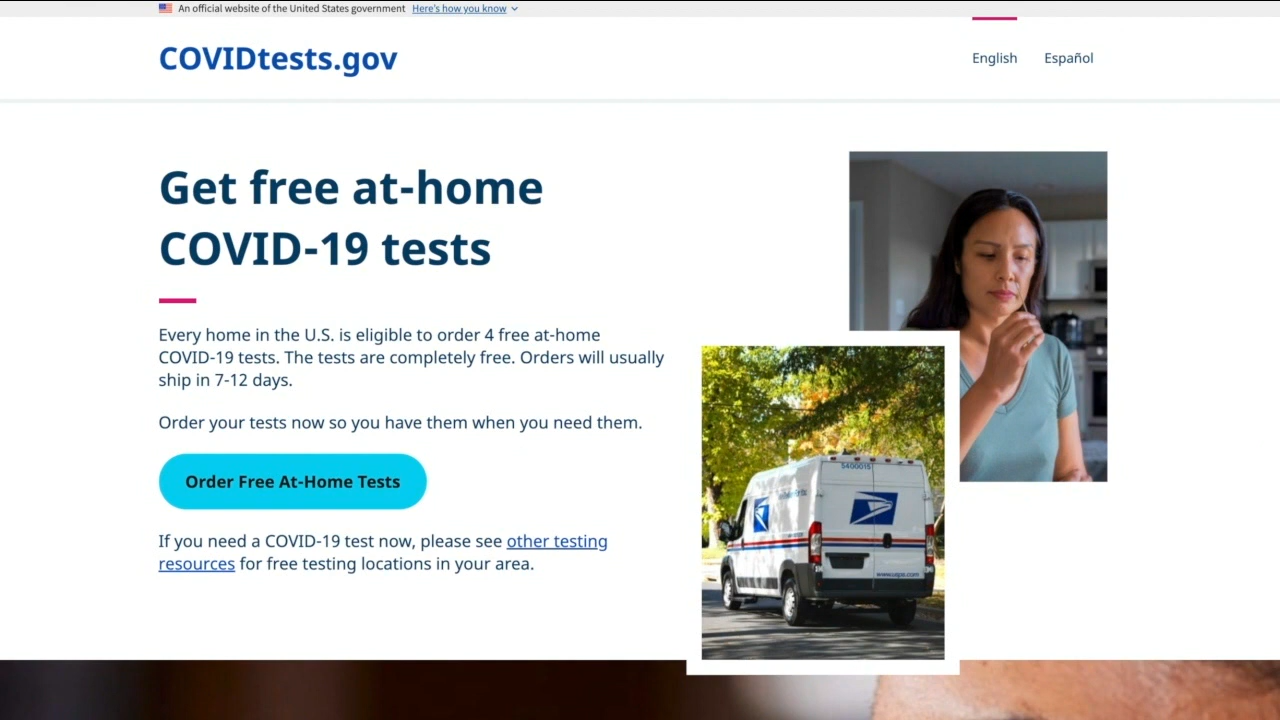 An official website of the United States government Here's how you know
COVIDtests.gov
English Español
Get free at-home
COVID-19 tests
Every home in the U.S. is eligible to order 4 free at-home
COVID-19 tests. The tests are completely free. Orders will usually
ship in 7-12 days.
Order your tests now so you have them when you need them.
Order Free At-Home Tests
If you need a COVID-19 test now, please see other testing
resources for free testing locations in your area.
5400015
www.usps.com